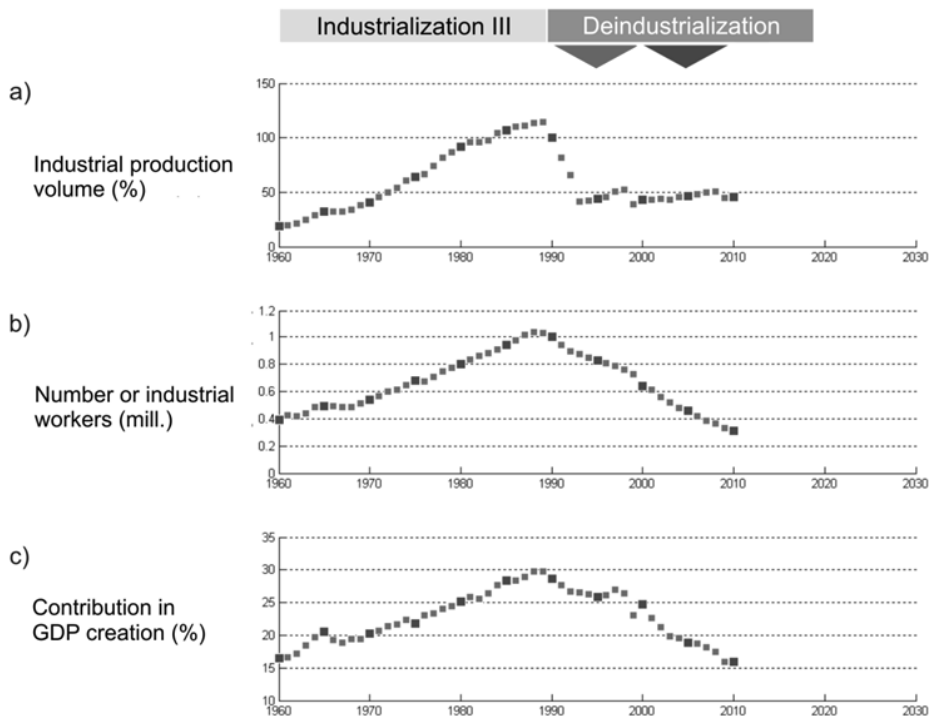 Industrialization III Deindustrialization
a)
Industrial production
volume (%)
150
100
50
0
1960 1970 1980 1990 2000 2010 2020 2030
b)
Number or industrial
workers (mill.)
1.2
1
0.8
0.6
0.4
0.2
0
1960 1970 1980 1990 2000 2010 2020 2030
c)
Contribution in
GDP creation (%)
35
30
25
20
15
10
1960 1970 1980 1990 2000 2010 2020 2030